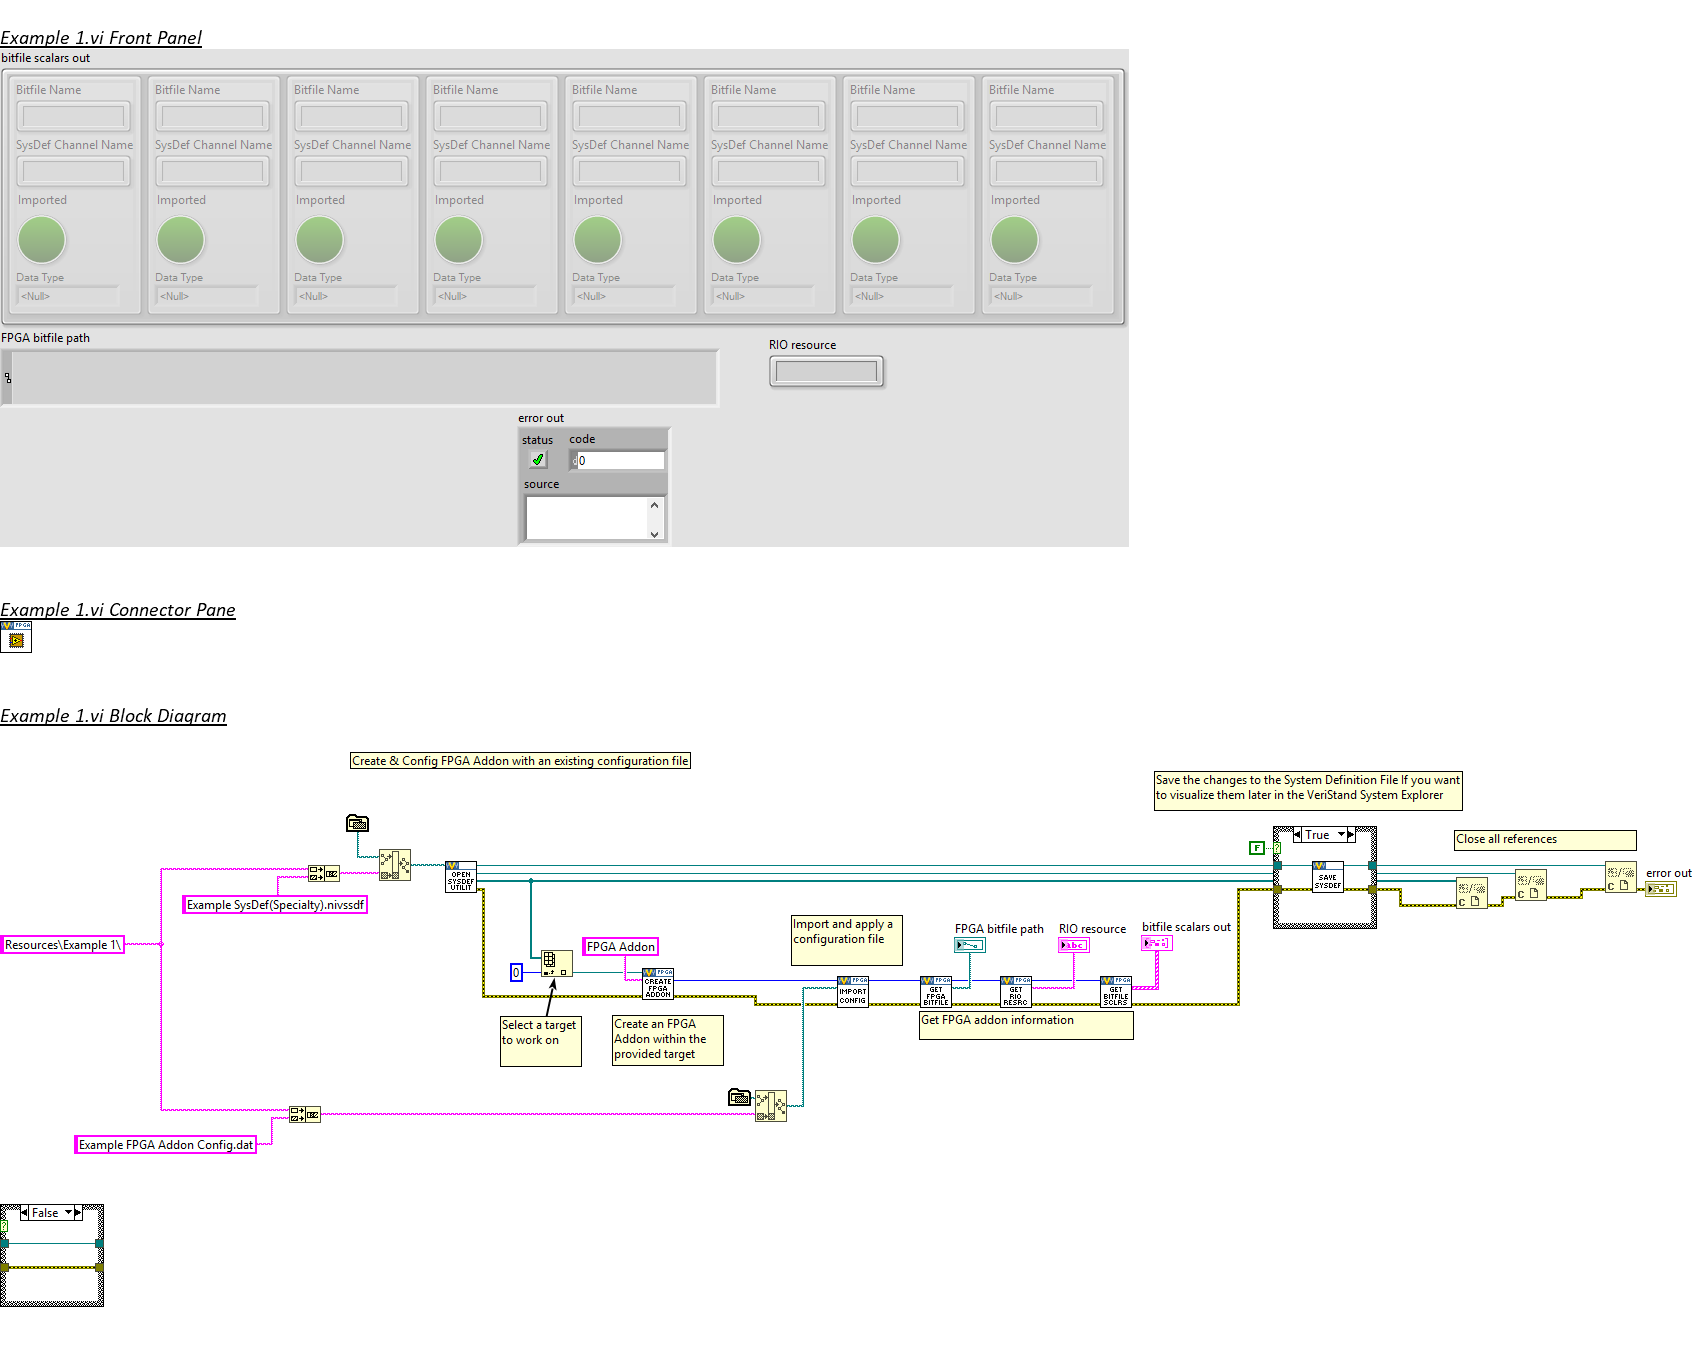 Example 1.vi Front Panel
bitfile scalars out
Bitfile Name Bitfile Name Bitfile Name Bitfile Name Bitfile Name Bitfile Name Bitfile Name Bitfile Name
SysDef Channel Name SysDef Channel Name SysDef Channel Name SysDef Channel Name SysDef Channel Name SysDef Channel Name SysDef Channel Name SysDef Channel Name
Imported Imported Imported Imported Imported Imported Imported Imported
Data Type Data Type Data Type Data Type Data Type Data Type Data Type Data Type
<Null> <Null> <Null> <Null> <Null> <Null> <Null> <Null>
FPGA bitfile path
RIO resource
error out
status code
0
source
Example 1.vi Connector Pane
FPGA
Example 1.vi Block Diagram
Create & Config FPGA Addon with an existing configuration file
Save the changes to the System Definition File If you want
to visualize them later in the VeriStand System Explorer
True
Close all references
F
OPEN
SYSDEF
UTILIT
SAVE
SYSDEF
error out
Example SysDef(Specialty).nivssdf
Resources\Example 1\
Import and apply a
configuration file
FPGA bitfile path
RIO resource
bitfile scalars out
abc
FPGA Addon
0
FPGA
CREATE
FPGA
ADDON
FPGA
IMPORT
CONFIG
FPGA
GET
FPGA
BITFILE
FPGA
GET
RIO
RESRC
FPGA
GET
BITFILE
SCLRS
Select a target
to work on
Create an FPGA
Addon within the
provided target
Get FPGA addon information
Example FPGA Addon Config.dat
False